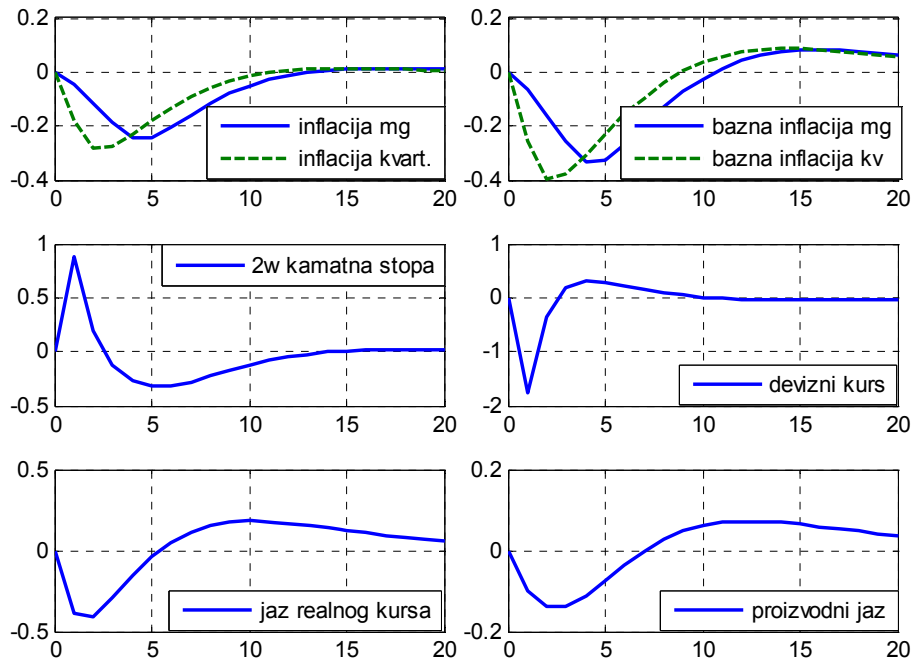 0.2
0
-0.2
-0.4
0 5 10 15 20
inflacija mg
inflacija kvart.
0.2
0
-0.2
-0.4
0 5 10 15 20
bazna inflacija mg
bazna inflacija kv
1
0.5
0
-0.5
0 5 10 15 20
2w kamatna stopa
1
0
-1
-2
0 5 10 15 20
devizni kurs
0.5
0
-0.5
0 5 10 15 20
jaz realnog kursa
0.2
0
-0.2
0 5 10 15 20
proizvodni jaz